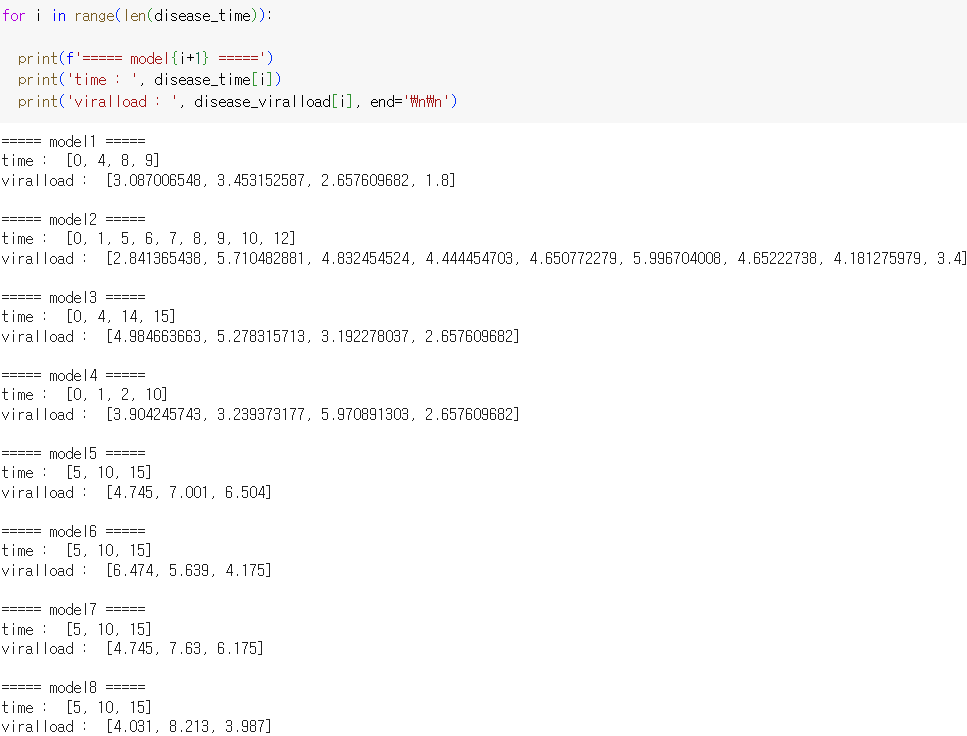 for i in range(len(disease_time)):
print(f'===== model{i+1} =====')
print('time : ', disease_time[i])
print('viralload : ', disease_viralload[i], end='₩n₩n')
===== model1 =====
time :  [0, 4, 8, 9]
viralload :  [3.087006548, 3.453152587, 2.657609682, 1.8]
===== model2 =====
time :  [0, 1, 5, 6, 7, 8, 9, 10, 12]
viralload :  [2.841365438, 5.710482881, 4.832454524, 4.444454703, 4.650772279, 5.996704008, 4.65222738, 4.181275979, 3.4]
===== model3 =====
time :  [0, 4, 14, 15]
viralload :  [4.984663663, 5.278315713, 3.192278037, 2.657609682]
===== model4 =====
time :  [0, 1, 2, 10]
viralload :  [3.904245743, 3.239373177, 5.970891303, 2.657609682]
===== model5 =====
time :  [5, 10, 15]
viralload :  [4.745, 7.001, 6.504]
===== model6 =====
time :  [5, 10, 15]
viralload :  [6.474, 5.639, 4.175]
===== model7 =====
time :  [5, 10, 15]
viralload :  [4.745, 7.63, 6.175]
===== model8 =====
time :  [5, 10, 15]
viralload :  [4.031, 8.213, 3.987]